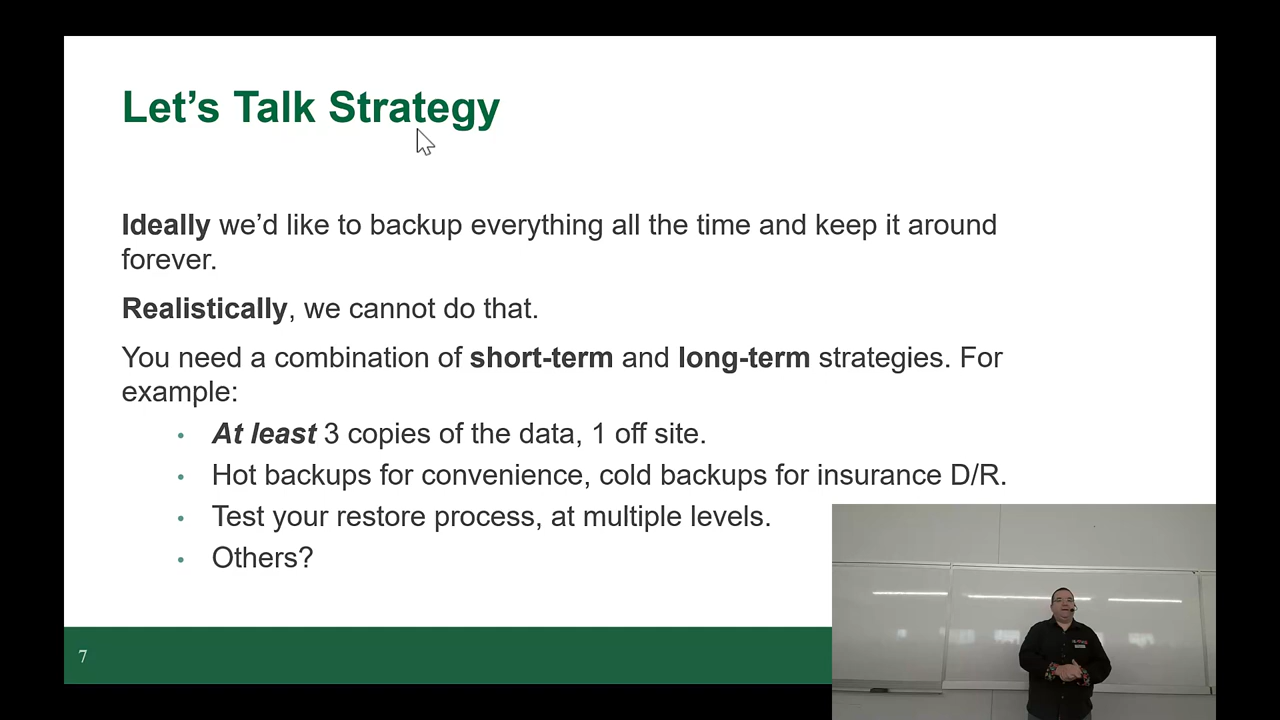 Let’s Talk Strategy
Ideally we’d like to backup everything all the time and keep it around
forever.
Realistically, we cannot do that.
You need a combination of short-term and long-term strategies. For
example:
• At least 3 copies of the data, 1 off site.
• Hot backups for convenience, cold backups for insurance D/R.
• Test your restore process, at multiple levels.
• Others?
7